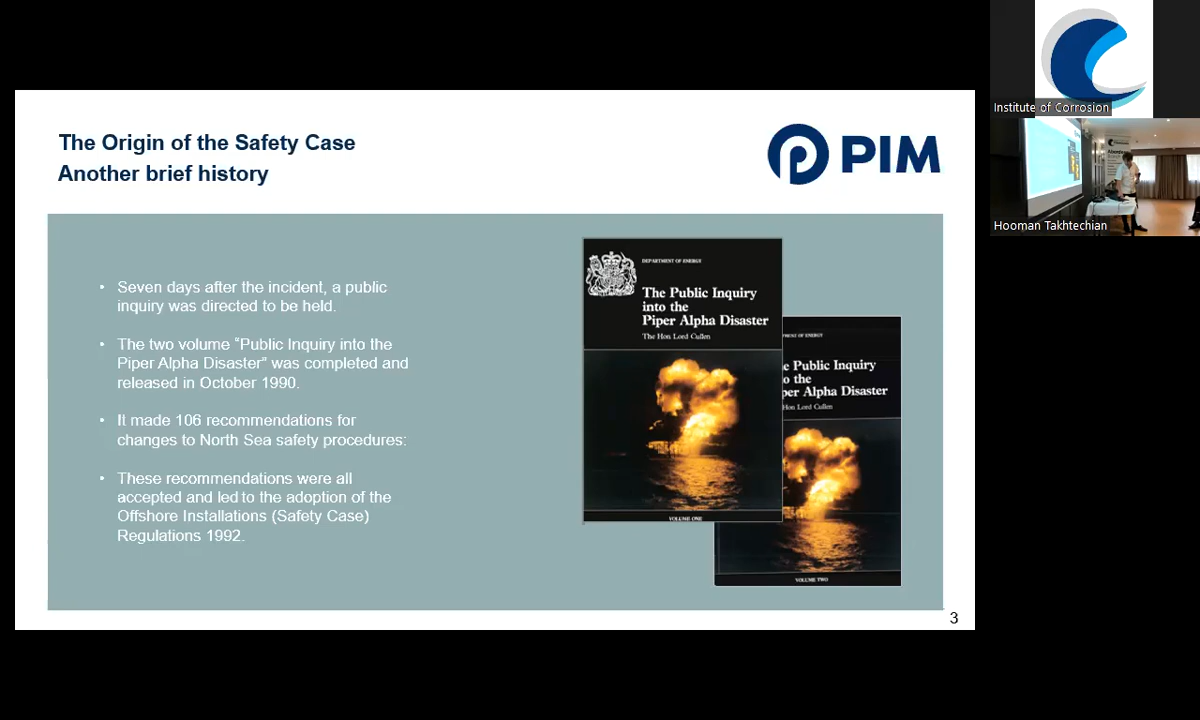 The Origin of the Safety Case
Another brief history
PIM
• Seven days after the incident, a public
inquiry was directed to be held.
• The two volume “Public Inquiry into the
Piper Alpha Disaster” was completed and
released in October 1990.
• It made 106 recommendations for
changes to North Sea safety procedures:
• These recommendations were all
accepted and led to the adoption of the
Offshore Installations (Safety Case)
Regulations 1992.
DEPARTMENT OF ENERGY
The Public Inquiry
into the
Piper Alpha Disaster
The Hon Lord Cullen
VOLUME ONE
OF ENERGY
Public Inquiry
the
Alpha Disaster
Hon Lord Cullen
VOLUME TWO
3
Institute of Corrosion
Hooman Takhtechian